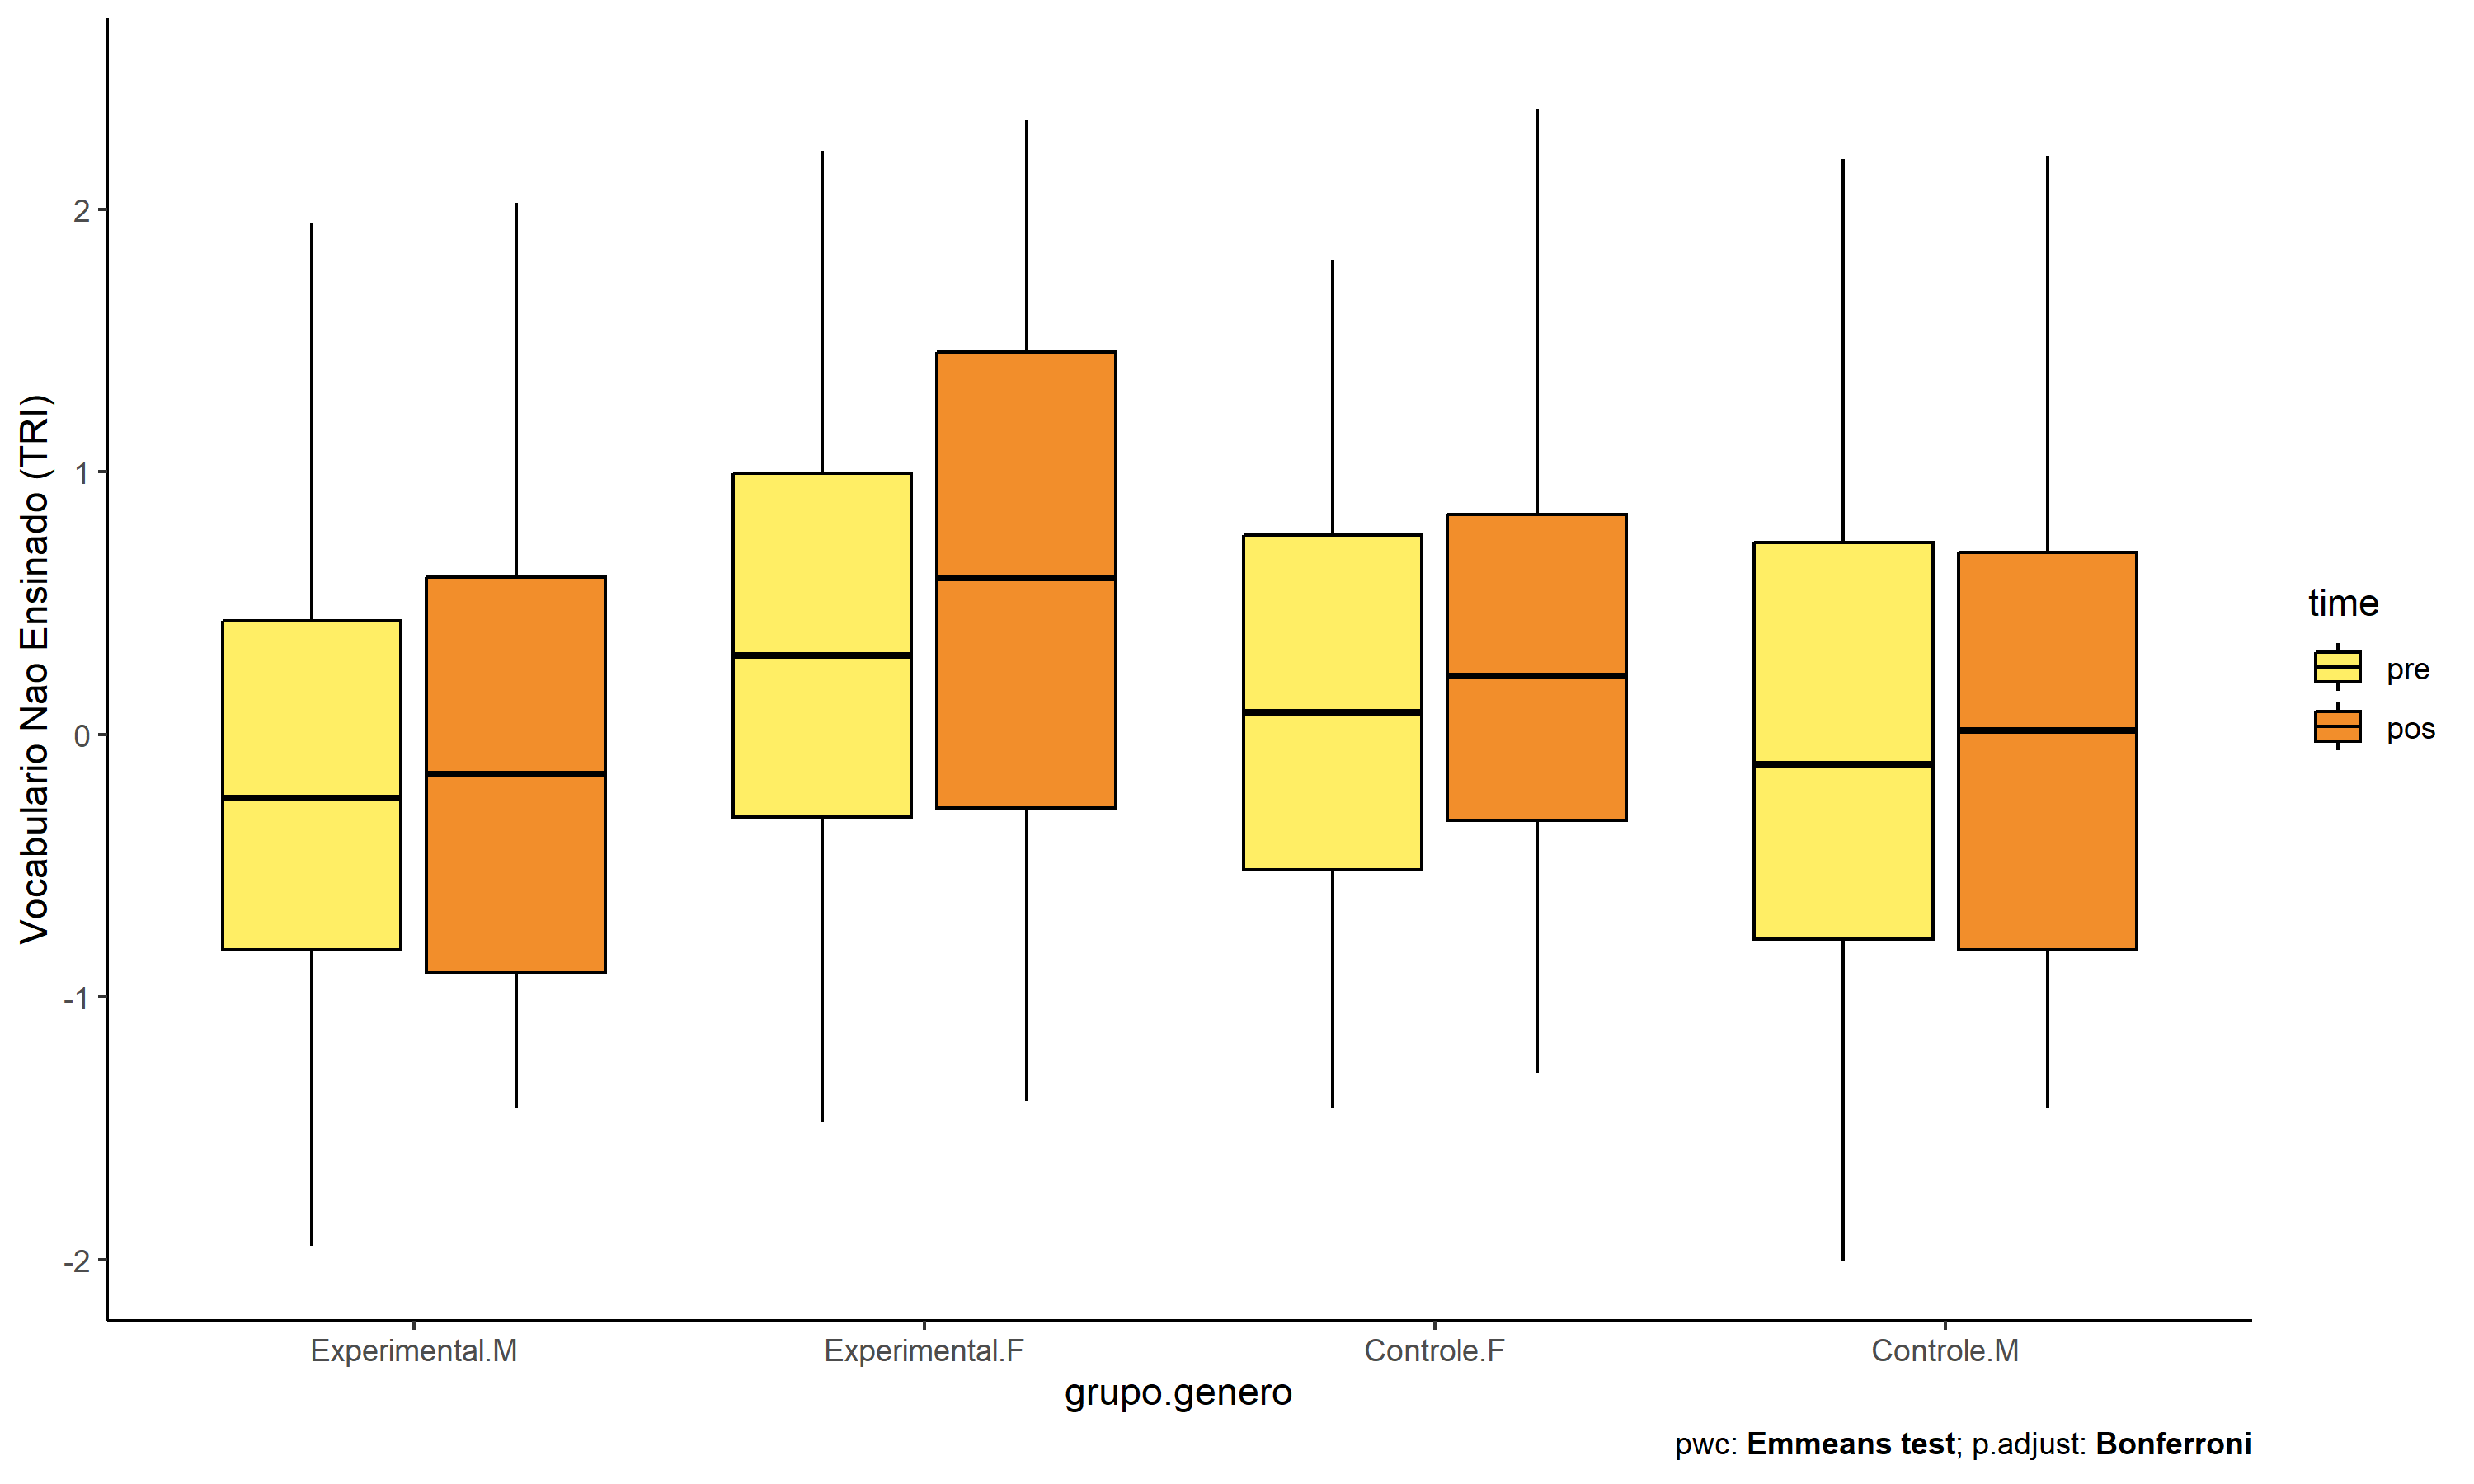 Vocabulario Nao Ensinado (TRI)
2
1
0
-1
-2
Experimental.M
Experimental.F
Controle.F
Controle.M
grupo.genero
time
pre
pos
pwc: Emmeans test; p.adjust: Bonferroni